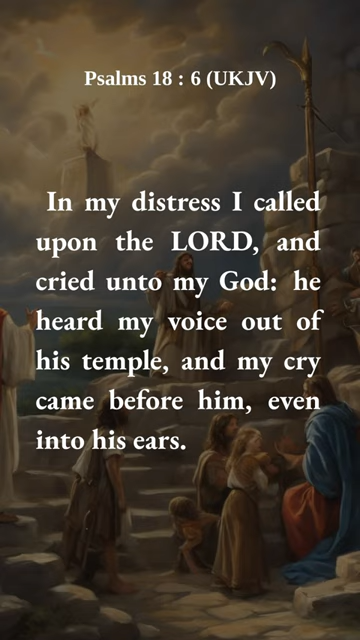 Psalms 18 : 6 (UKJV)
In my distress I called
upon the LORD, and
cried unto my God: he
heard my voice out of
his temple, and my cry
came before him, even
into his ears.